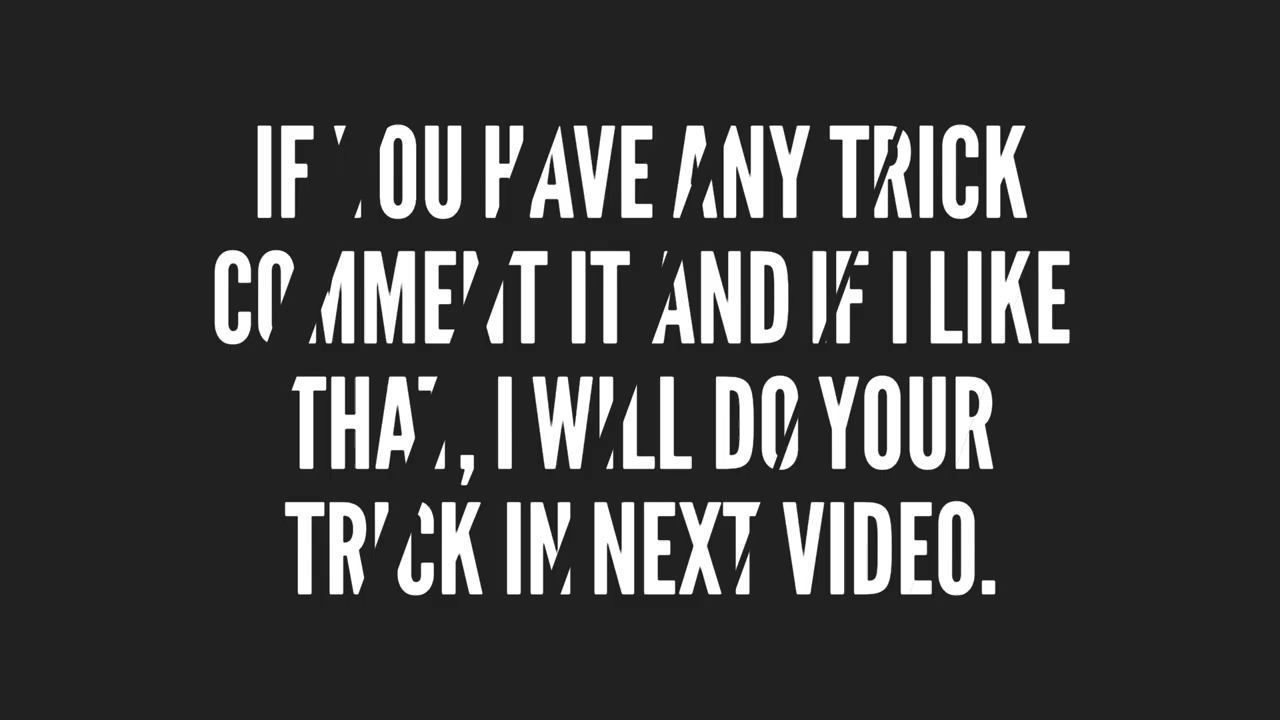 IF YOU HAVE ANY TRICK
COMMENT IT AND IF I LIKE
THAT, I WILL DO YOUR
TRICK IN NEXT VIDEO.